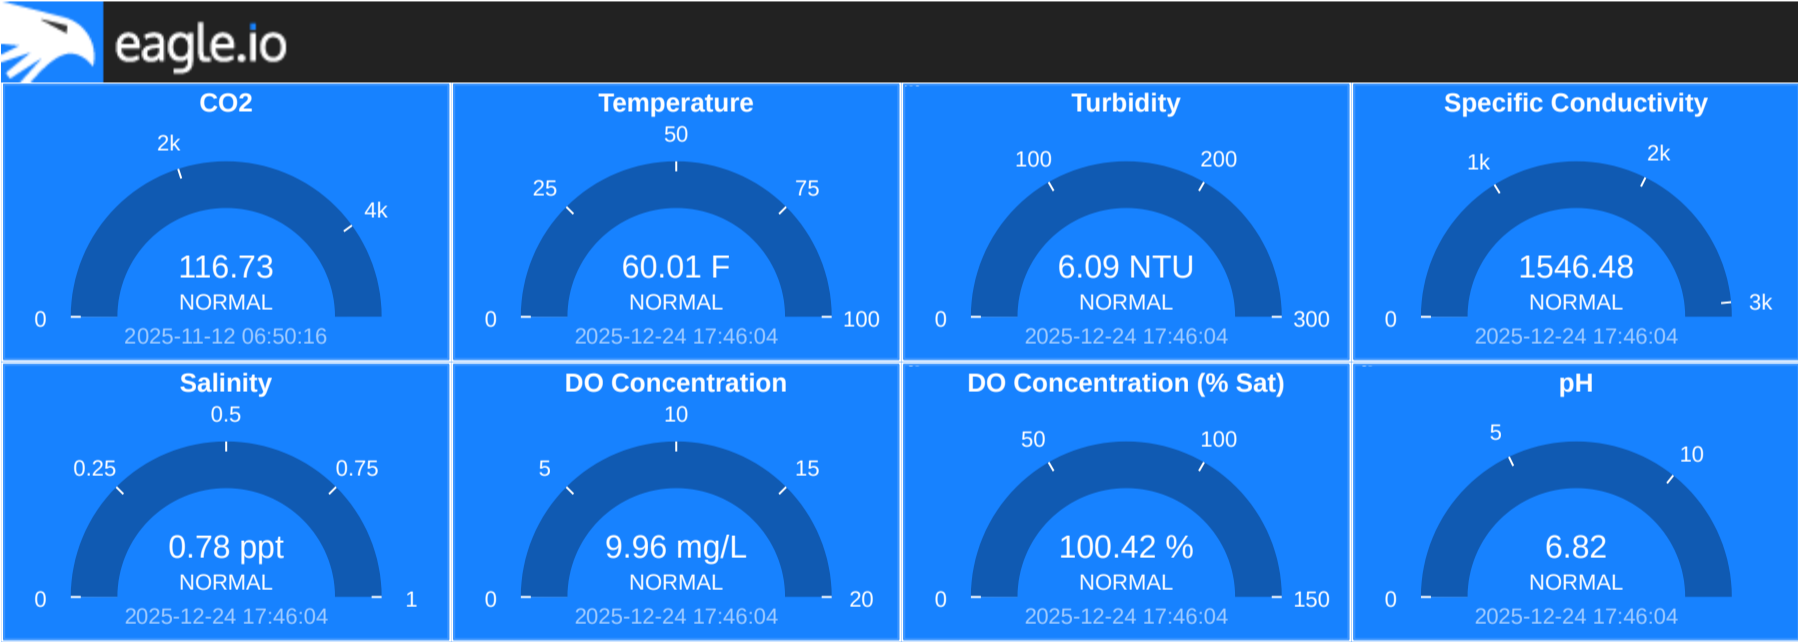 eagle.io
CO2
2k
4k
116.73
NORMAL
0
2025-11-12 06:50:16
Temperature
50
25
75
60.01 F
NORMAL
0
100
2025-12-24 17:46:04
Turbidity
100
200
6.09 NTU
NORMAL
0
300
2025-12-24 17:46:04
Specific Conductivity
2k
1k
1546.48
NORMAL
3k
0
2025-12-24 17:46:04
Salinity
0.5
0.25
0.75
0.78 ppt
NORMAL
0
1
2025-12-24 17:46:04
DO Concentration
10
5
15
9.96 mg/L
NORMAL
0
20
2025-12-24 17:46:04
DO Concentration (% Sat)
50
100
100.42 %
NORMAL
0
150
2025-12-24 17:46:04
pH
5
10
6.82
NORMAL
0
2025-12-24 17:46:04